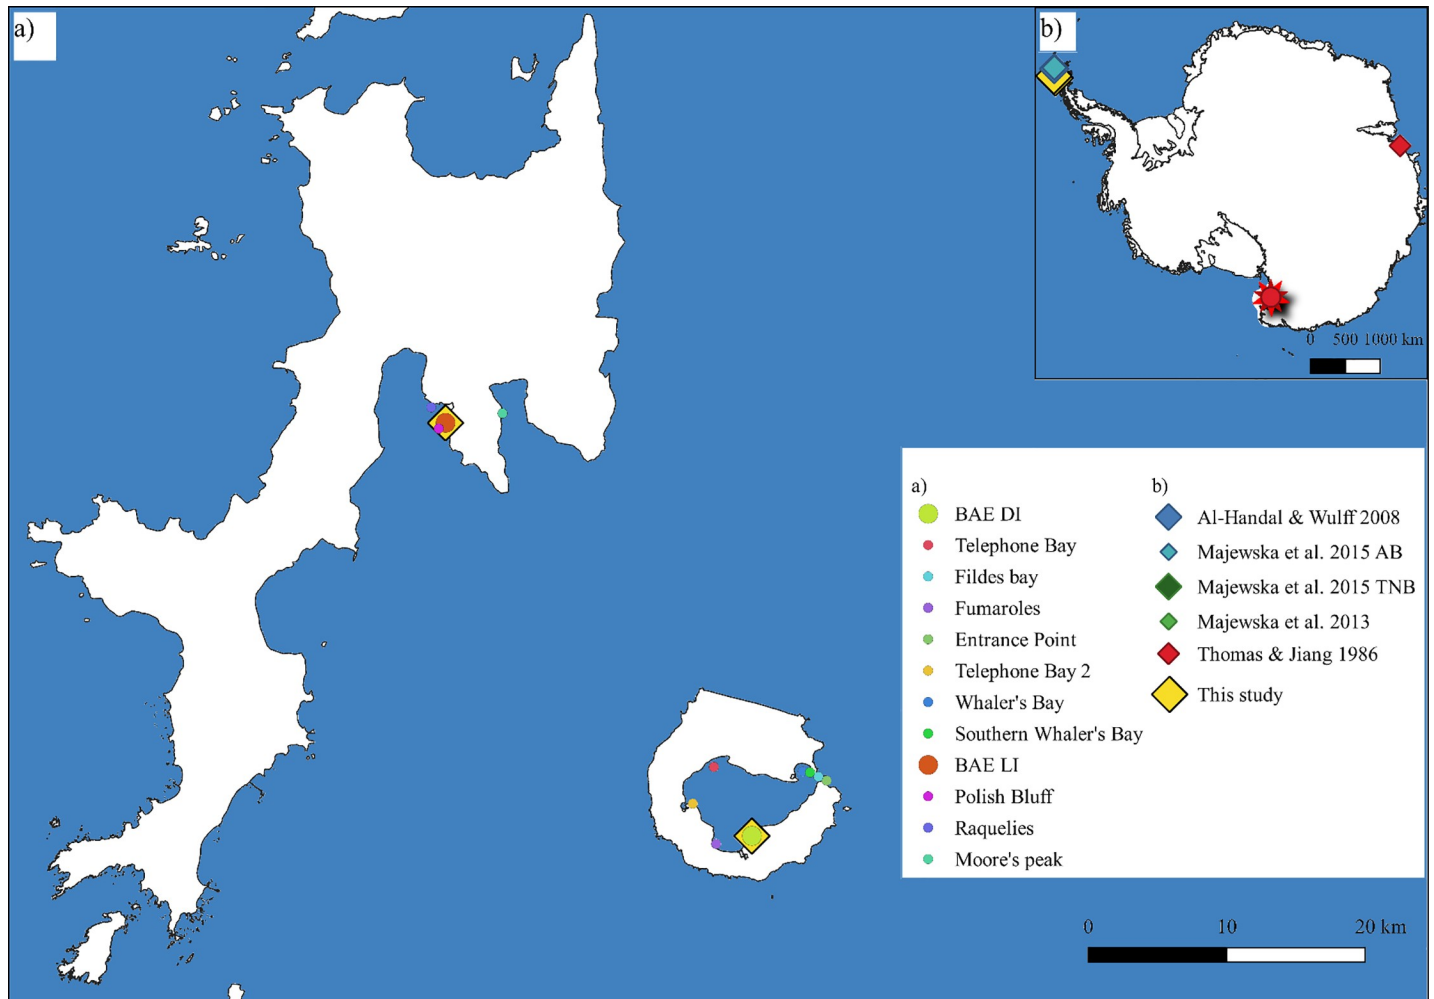 a)
b)
0 500 1000 km
a)
BAE DI
Telephone Bay
Fildes bay
Fumaroles
Entrance Point
Telephone Bay 2
Whaler's Bay
Southern Whaler's Bay
BAE LI
Polish Bluff
Raquelies
Moore's peak
b)
Al-Handal & Wulff 2008
Majewska et al. 2015 AB
Majewska et al. 2015 TNB
Majewska et al. 2013
Thomas & Jiang 1986
This study
0 10 20 km